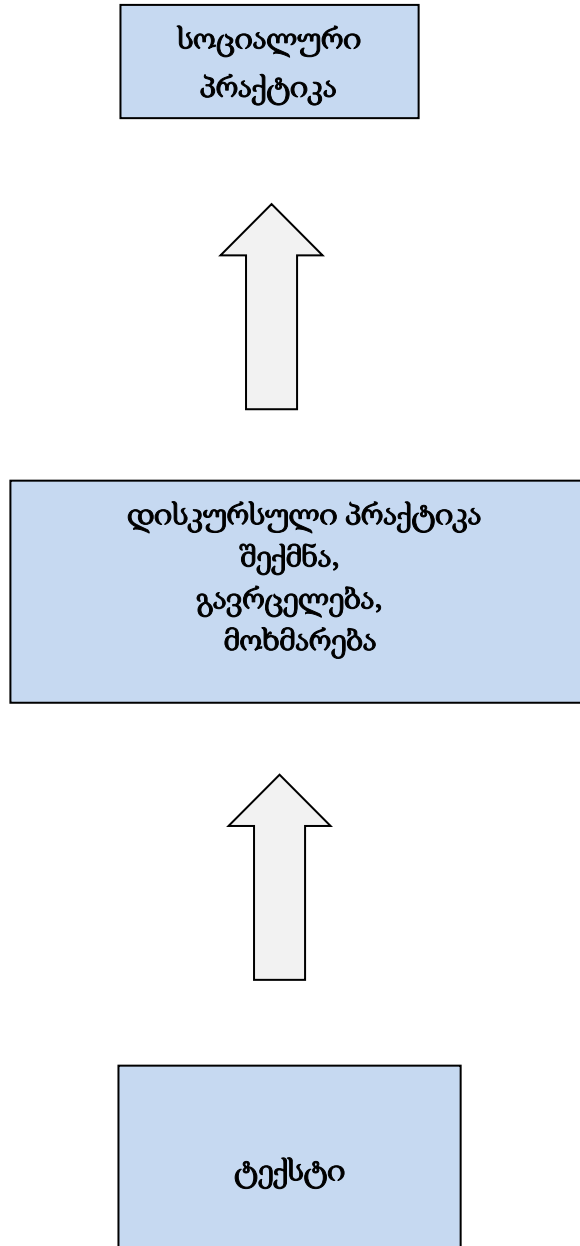 სოციალური
პრაქტიკა
დისკურსული პრაქტიკა
შექმნა,
გავრცელება,
მოხმარება
ტექსტი